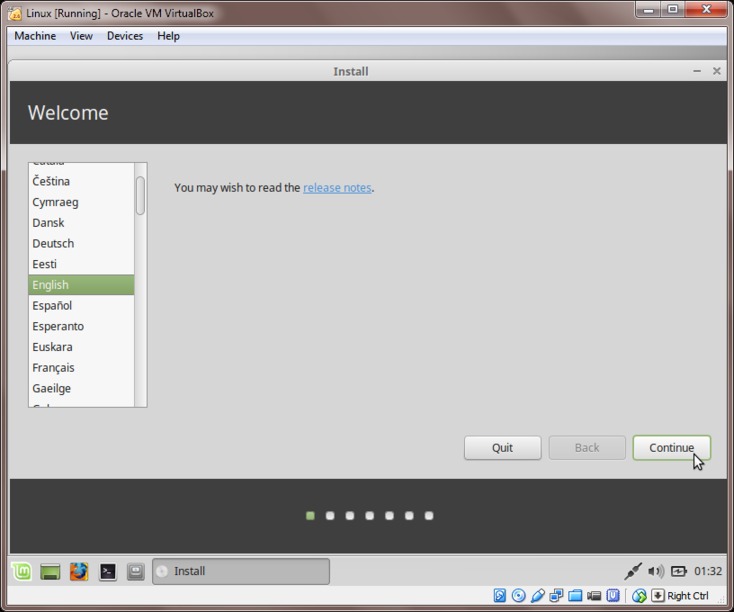 Linux [Running] - Oracle VM VirtualBox
Machine View Devices Help
Install
Welcome
Čeština
Cymraeg
Dansk
Deutsch
Eesti
English
Español
Esperanto
Euskara
Français
Gaeilge
You may wish to read the release notes.
Quit Back Continue
Install
01:32
Right Ctrl